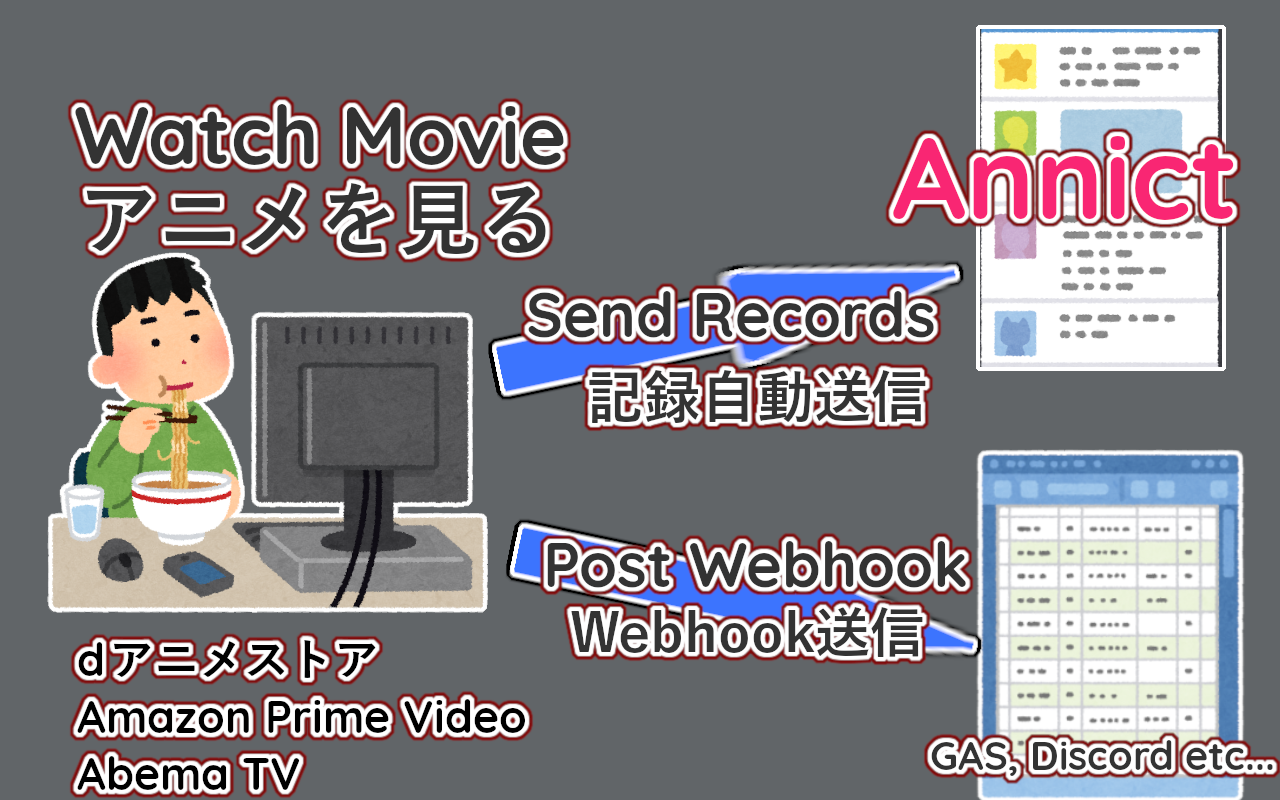 Watch Movie
アニメを見る
Annict
Send Records
記録自動送信
Post Webhook
Webhook送信
dアニメストア
Amazon Prime Video
Abema TV
GAS, Discord etc...